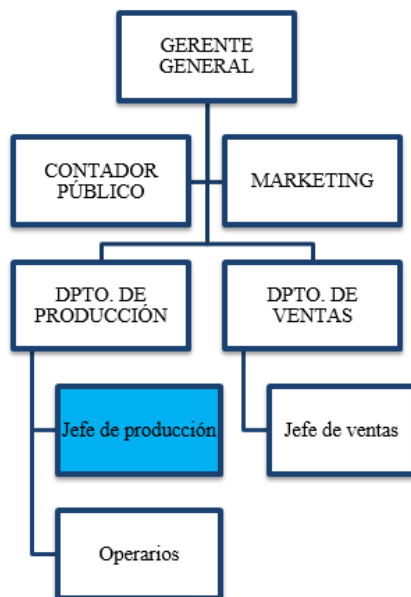 GERENTE
GENERAL
CONTADOR
PÚBLICO
MARKETING
DPTO. DE
PRODUCCIÓN
DPTO. DE
VENTAS
Jefe de producción
Jefe de ventas
Operarios